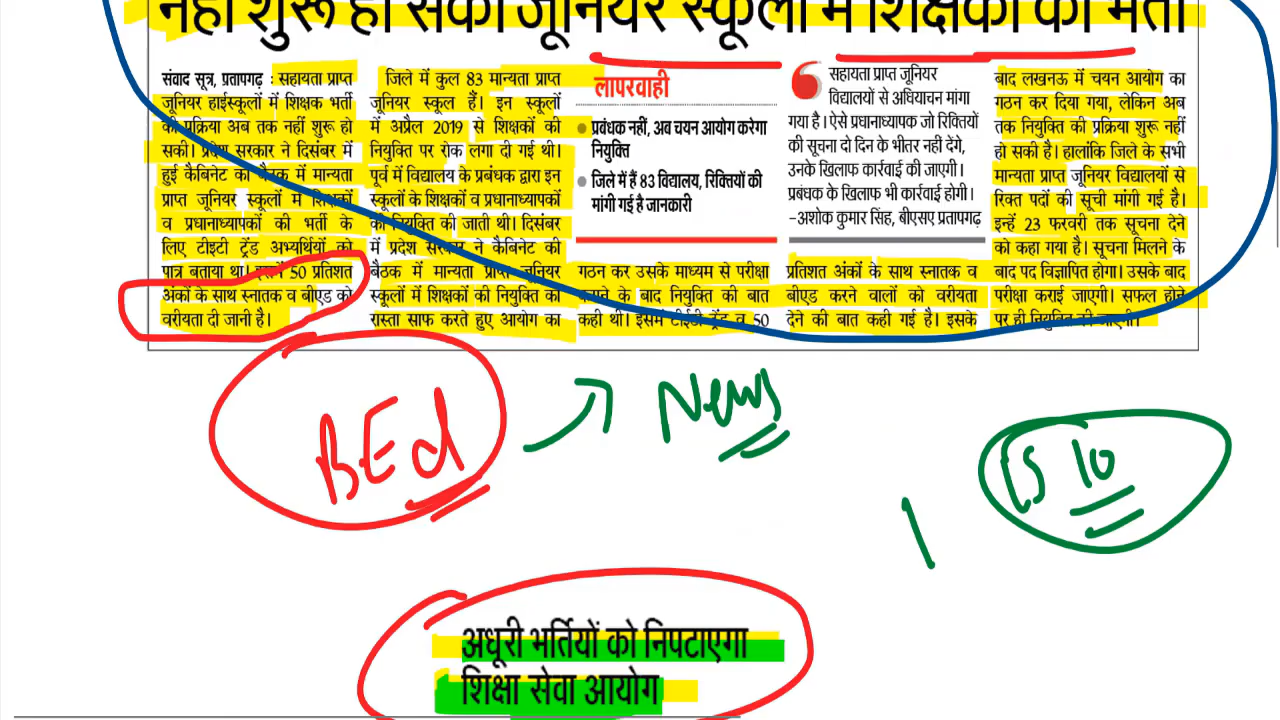 नहीं शुरू हो सकी जूनियर स्कूलों में शिक्षकों की भर्ती
संवाद सूत्र, प्रतापगढ़ : सहायता प्राप्त
जूनियर हाईस्कूलों में शिक्षक भर्ती
की प्रक्रिया अब तक नहीं शुरू हो
सकी। प्रदेश सरकार ने दिसंबर में
हुई कैबिनेट की बैठक में मान्यता
प्राप्त जूनियर स्कूलों में शिक्षकों
व प्रधानाध्यापकों की भर्ती के
लिए टीइटी ट्रेंड अभ्यर्थियों को
पात्र बताया था। इसमें 50 प्रतिशत
अंकों के साथ स्नातक व बीएड को
वरीयता दी जानी है।
जिले में कुल 83 मान्यता प्राप्त
जूनियर स्कूल हैं। इन स्कूलों
में अप्रैल 2019 से शिक्षकों की
नियुक्ति पर रोक लगा दी गई थी।
पूर्व में विद्यालय के प्रबंधक द्वारा इन
स्कूलों के शिक्षकों व प्रधानाध्यापकों
की नियुक्ति की जाती थी। दिसंबर
में प्रदेश सरकार ने कैबिनेट की
बैठक में मान्यता प्राप्त जूनियर
स्कूलों में शिक्षकों की नियुक्ति का
रास्ता साफ करते हुए आयोग का
लापरवाही
प्रबंधक नहीं, अब चयन आयोग करेगा
नियुक्ति
जिले में हैं 83 विद्यालय, रिक्तियों की
मांगी गई है जानकारी
गठन कर उसके माध्यम से परीक्षा
कराने के बाद नियुक्ति की बात
कही थी। इसमें टीईटी ट्रेंड व 50
सहायता प्राप्त जूनियर
विद्यालयों से अधियाचन मांगा
गया है। ऐसे प्रधानाध्यापक जो रिक्तियों
की सूचना दो दिन के भीतर नहीं देंगे,
उनके खिलाफ कार्रवाई की जाएगी।
प्रबंधक के खिलाफ भी कार्रवाई होगी।
-अशोक कुमार सिंह, बीएसए प्रतापगढ़
प्रतिशत अंकों के साथ स्नातक व
बीएड करने वालों को वरीयता
देने की बात कही गई है। इसके
बाद लखनऊ में चयन आयोग का
गठन कर दिया गया, लेकिन अब
तक नियुक्ति की प्रक्रिया शुरू नहीं
हो सकी है। हालांकि जिले के सभी
मान्यता प्राप्त जूनियर विद्यालयों से
रिक्त पदों की सूची मांगी गई है।
इन्हें 23 फरवरी तक सूचना देने
को कहा गया है। सूचना मिलने के
बाद पद विज्ञापित होगा। उसके बाद
परीक्षा कराई जाएगी। सफल होने
पर ही नियुक्ति की जाएगी।
BEd
News
अधूरी भर्तियों को निपटाएगा
शिक्षा सेवा आयोग